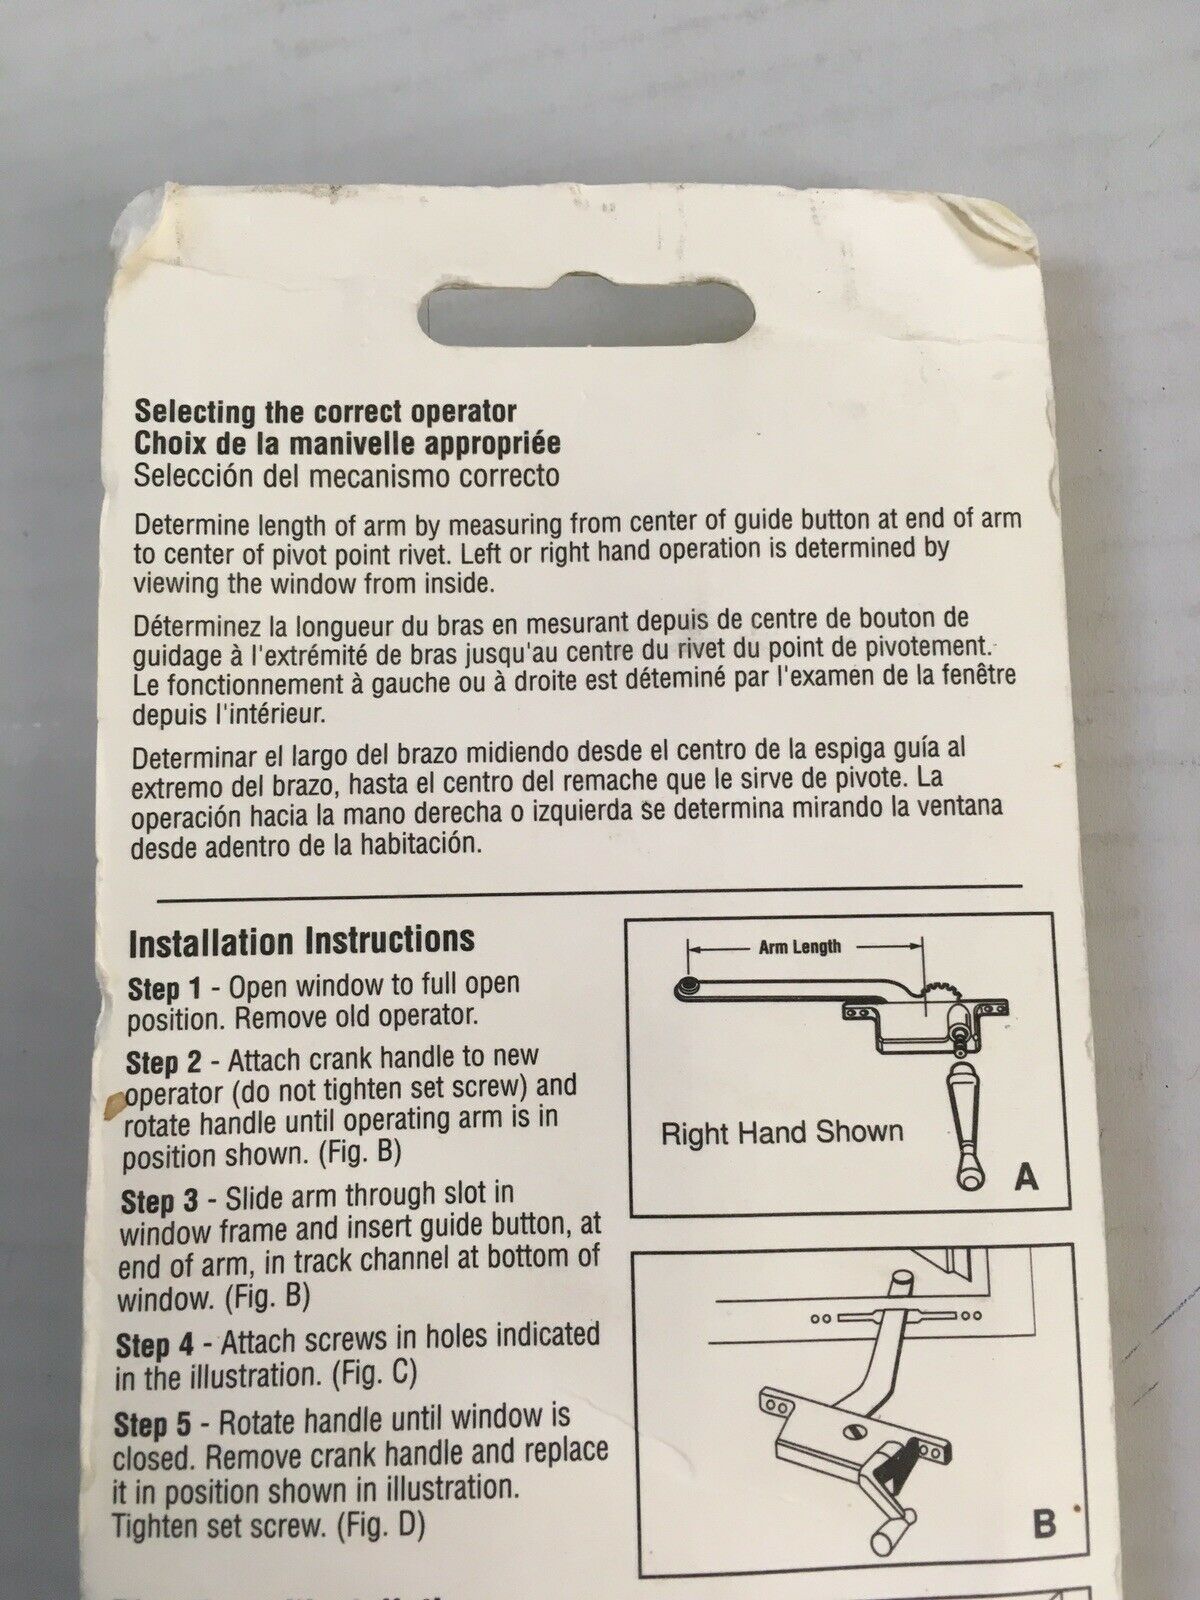 Selecting the correct operator
Choix de la manivelle appropriée
Selección del mecanismo correcto
Determine length of arm by measuring from center of guide button at end of arm
to center of pivot point rivet. Left or right hand operation is determined by
viewing the window from inside.
Déterminez la longueur du bras en mesurant depuis de centre de bouton de
guidage à l'extrémité de bras jusqu'au centre du rivet du point de pivotement.
Le fonctionnement à gauche ou à droite est déteminé par l'examen de la fenêtre
depuis l'intérieur.
Determinar el largo del brazo midiendo desde el centro de la espiga guía al
extremo del brazo, hasta el centro del remache que le sirve de pivote. La
operación hacia la mano derecha o izquierda se determina mirando la ventana
desde adentro de la habitación.
Installation Instructions
Step 1 - Open window to full open
position. Remove old operator.
Step 2 - Attach crank handle to new
operator (do not tighten set screw) and
rotate handle until operating arm is in
position shown. (Fig. B)
Step 3 - Slide arm through slot in
window frame and insert guide button, at
end of arm, in track channel at bottom of
window. (Fig. B)
Step 4 - Attach screws in holes indicated
in the illustration. (Fig. C)
Step 5 - Rotate handle until window is
closed. Remove crank handle and replace
it in position shown in illustration.
Tighten set screw. (Fig. D)
Arm Length
Right Hand Shown
A
B